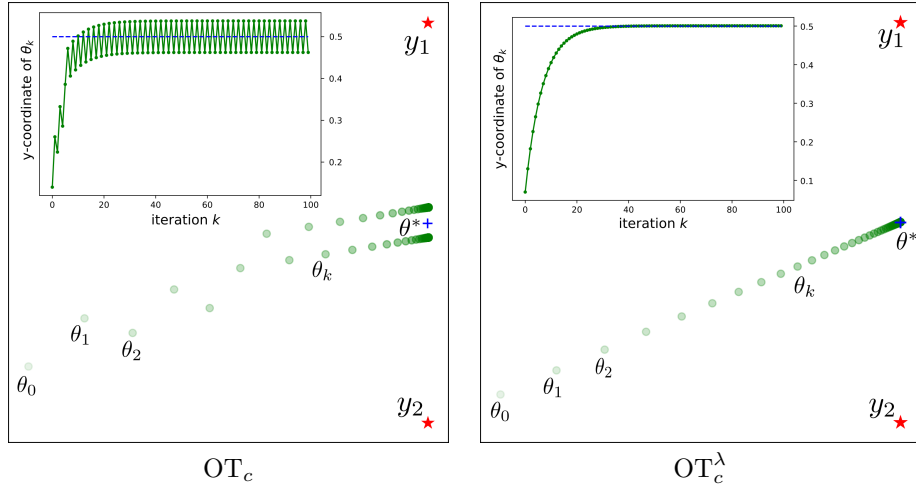 y-coordinate of θ_k
0.5
0.4
0.3
0.2
0
20
40
60
80
100
iteration k
y_1
θ*
θ_k
θ_1
θ_2
θ_0
y_2
OT_c
y-coordinate of θ_k
0.5
0.4
0.3
0.2
0.1
0
20
40
60
80
100
iteration k
y_1
θ*
θ_k
θ_2
θ_1
θ_0
y_2
OT_c^λ